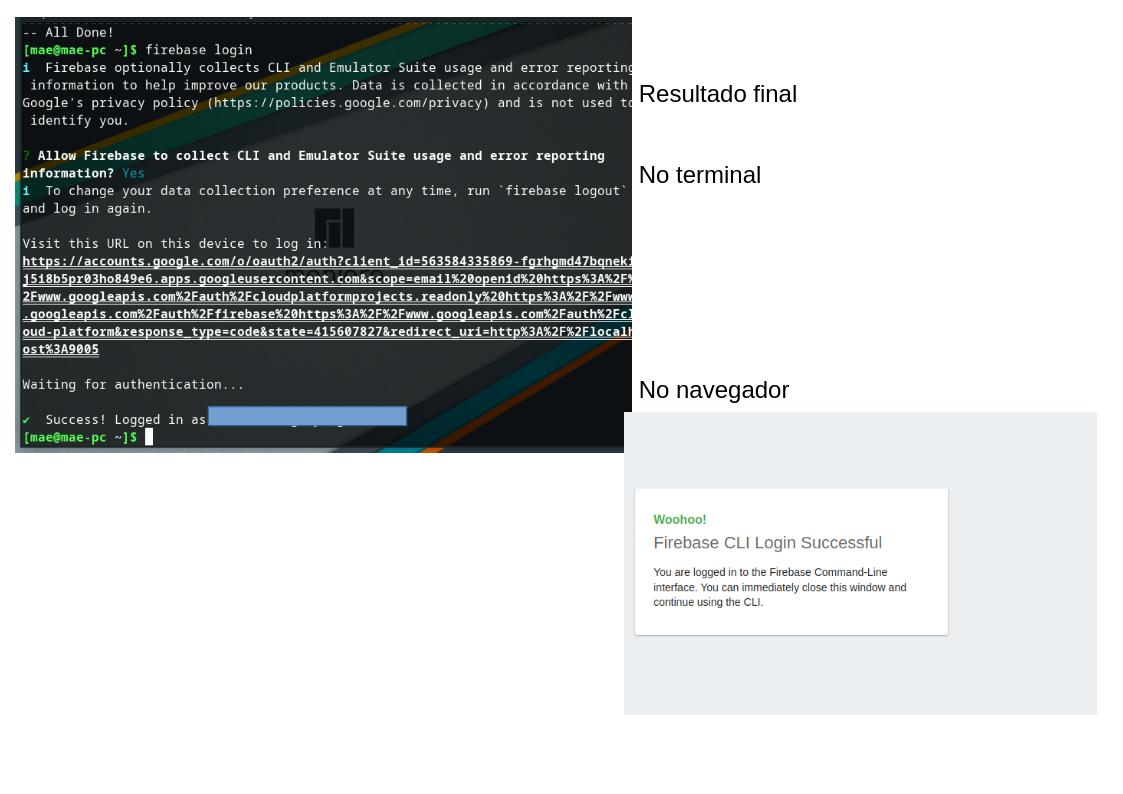 -- All Done!
[mae@mae-pc ~]$ firebase login
i  Firebase optionally collects CLI and Emulator Suite usage and error reporting
information to help improve our products. Data is collected in accordance with
Google's privacy policy (https://policies.google.com/privacy) and is not used to
identify you.
? Allow Firebase to collect CLI and Emulator Suite usage and error reporting
information? Yes
i  To change your data collection preference at any time, run `firebase logout`
and log in again.
Visit this URL on this device to log in:
https://accounts.google.com/o/oauth2/auth?client_id=563584335869-fgrhgmd47bqneki
j5i8b5pr03ho849e6.apps.googleusercontent.com&scope=email%20openid%20https%3A%2F%
2Fwww.googleapis.com%2Fauth%2Fcloudplatformprojects.readonly%20https%3A%2F%2Fwww
.googleapis.com%2Fauth%2Ffirebase%20https%3A%2F%2Fwww.googleapis.com%2Fauth%2Fcl
oud-platform&response_type=code&state=415607827&redirect_uri=http%3A%2F%2Flocalh
ost%3A9005
Waiting for authentication...
✔  Success! Logged in as
[mae@mae-pc ~]$
Resultado final
No terminal
No navegador
Woohoo!
Firebase CLI Login Successful
You are logged in to the Firebase Command-Line
interface. You can immediately close this window and
continue using the CLI.